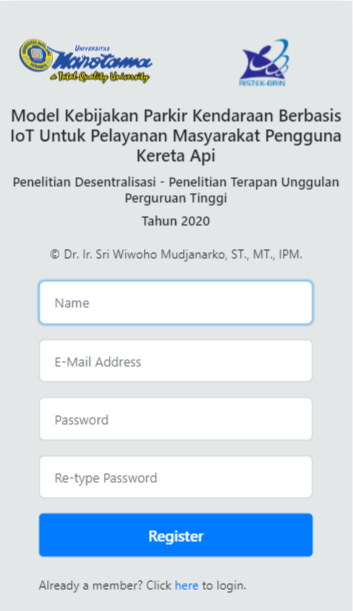 UNIVERSITAS
Narotama
a Total Quality University
RISTEK-BRIN
Model Kebijakan Parkir Kendaraan Berbasis
IoT Untuk Pelayanan Masyarakat Pengguna
Kereta Api
Penelitian Desentralisasi - Penelitian Terapan Unggulan
Perguruan Tinggi
Tahun 2020
© Dr. Ir. Sri Wiwoho Mudjanarko, ST., MT., IPM.
Name
E-Mail Address
Password
Re-type Password
Register
Already a member? Click here to login.